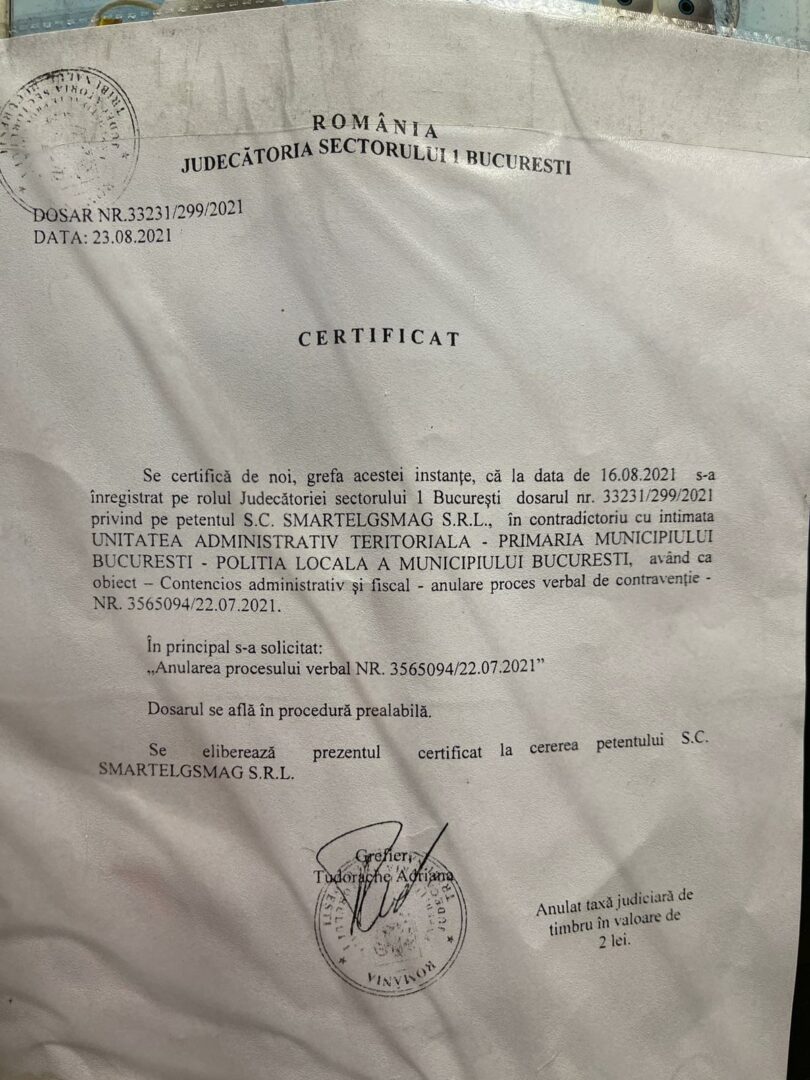 ROMÂNIA
JUDECĂTORIA SECTORULUI 1 BUCURESTI
DOSAR NR.33231/299/2021
DATA: 23.08.2021
CERTIFICAT
Se certifică de noi, grefa acestei instanțe, că la data de 16.08.2021 s-a
înregistrat pe rolul Judecătoriei sectorului 1 București dosarul nr. 33231/299/2021
privind pe petentul S.C. SMARTELGSMAG S.R.L., în contradictoriu cu intimata
UNITATEA ADMINISTRATIV TERITORIALA - PRIMARIA MUNICIPIULUI
BUCURESTI - POLITIA LOCALA A MUNICIPIULUI BUCURESTI, având ca
obiect – Contencios administrativ și fiscal - anulare proces verbal de contravenție -
NR. 3565094/22.07.2021.
În principal s-a solicitat:
„Anularea procesului verbal NR. 3565094/22.07.2021”
Dosarul se află în procedură prealabilă.
Se eliberează prezentul certificat la cererea petentului S.C.
SMARTELGSMAG S.R.L.
Grefier,
Tudorache Adriana
ROMÂNIA
Anulat taxă judiciară de
timbru în valoare de
2 lei.